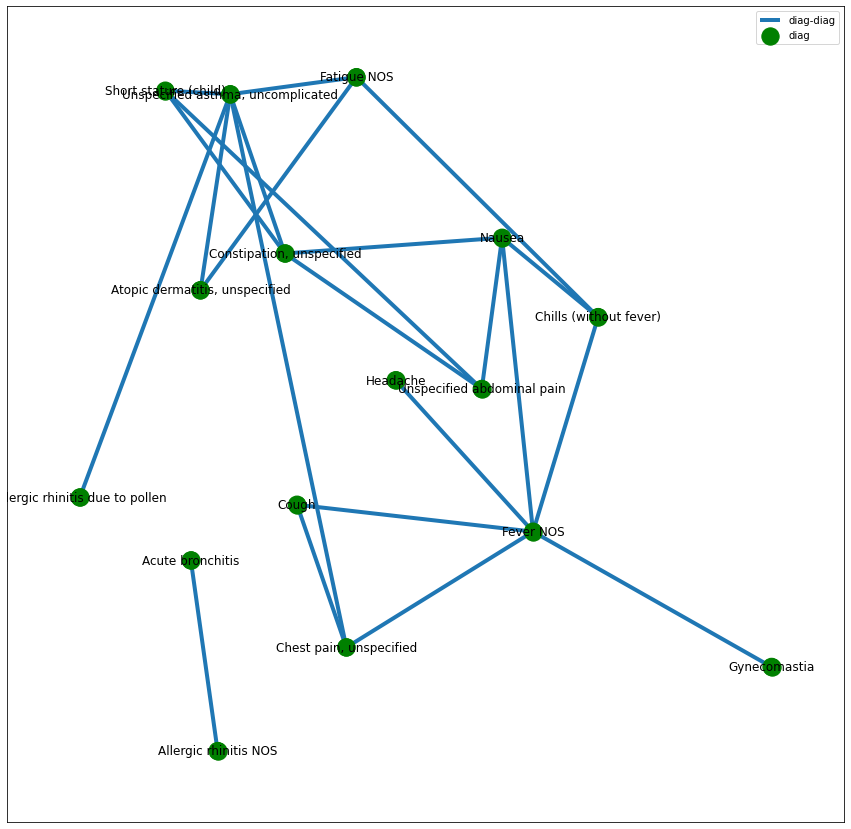 diag-diag
diag
Fatigue NOS
Short stature (child)
Unspecified asthma, uncomplicated
Nausea
Constipation, unspecified
Atopic dermatitis, unspecified
Chills (without fever)
Headache
Unspecified abdominal pain
ergic rhinitis due to pollen
Cough
Fever NOS
Acute bronchitis
Chest pain, unspecified
Gynecomastia
Allergic rhinitis NOS